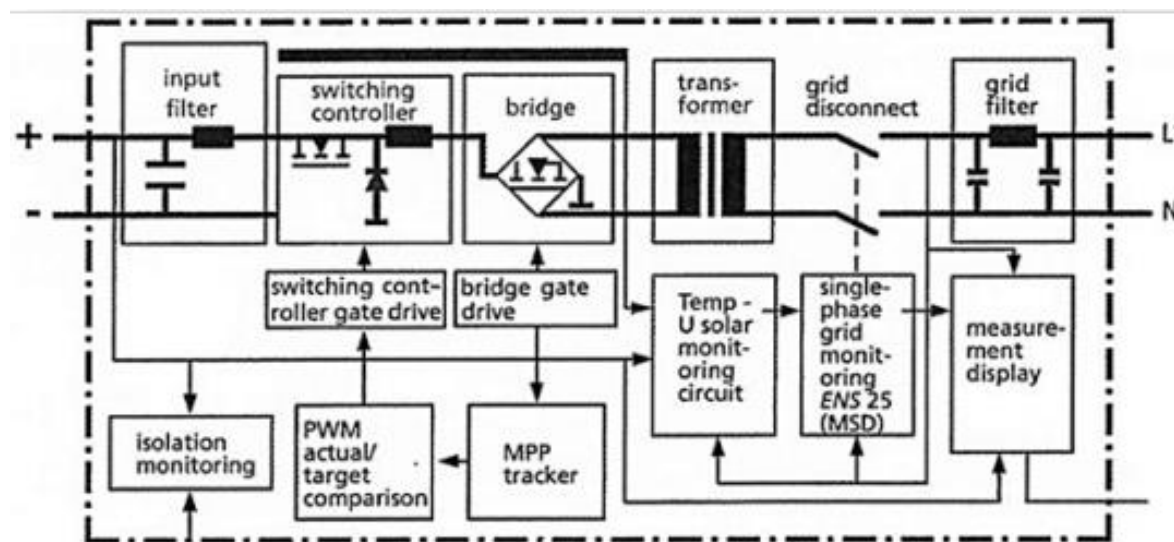 input
filter
switching
controller
bridge
trans-
former
grid
disconnect
grid
filter
+
-
L
N
switching cont-
roller gate drive
bridge gate
drive
Temp -
U solar
monit-
oring
circuit
single-
phase
grid
monit-
oring
ENS 25
(MSD)
measure-
ment
display
isolation
monitoring
PWM
actual/
target
comparison
MPP
tracker